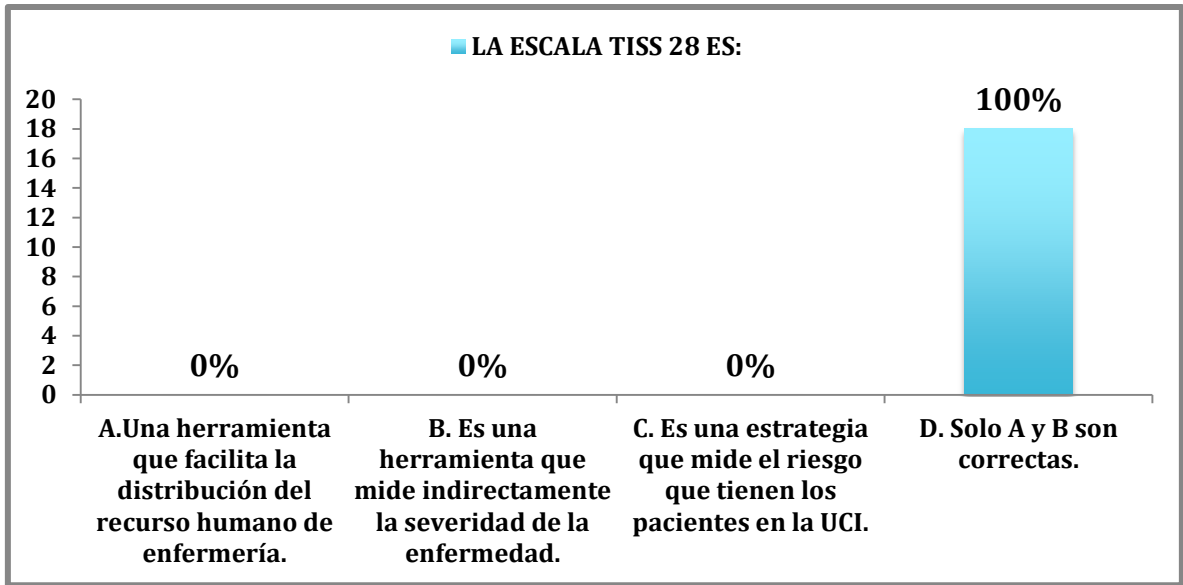 LA ESCALA TISS 28 ES:
20
18
16
14
12
10
8
6
4
2
0
0%
0%
0%
100%
A.Una herramienta
que facilita la
distribución del
recurso humano de
enfermería.
B. Es una
herramienta que
mide indirectamente
la severidad de la
enfermedad.
C. Es una estrategia
que mide el riesgo
que tienen los
pacientes en la UCI.
D. Solo A y B son
correctas.